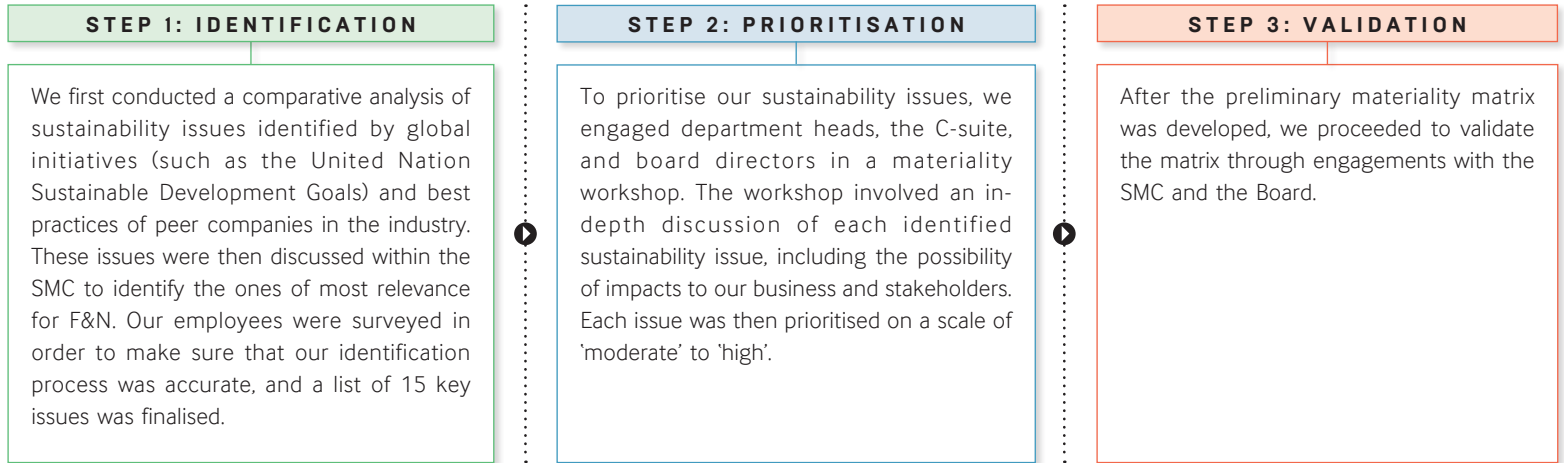 STEP 1: IDENTIFICATION
We first conducted a comparative analysis of
sustainability issues identified by global
initiatives (such as the United Nation
Sustainable Development Goals) and best
practices of peer companies in the industry.
These issues were then discussed within the
SMC to identify the ones of most relevance
for F&N. Our employees were surveyed in
order to make sure that our identification
process was accurate, and a list of 15 key
issues was finalised.
STEP 2: PRIORITISATION
To prioritise our sustainability issues, we
engaged department heads, the C-suite,
and board directors in a materiality
workshop. The workshop involved an in-
depth discussion of each identified
sustainability issue, including the possibility
of impacts to our business and stakeholders.
Each issue was then prioritised on a scale of
‘moderate’ to ‘high’.
STEP 3: VALIDATION
After the preliminary materiality matrix
was developed, we proceeded to validate
the matrix through engagements with the
SMC and the Board.